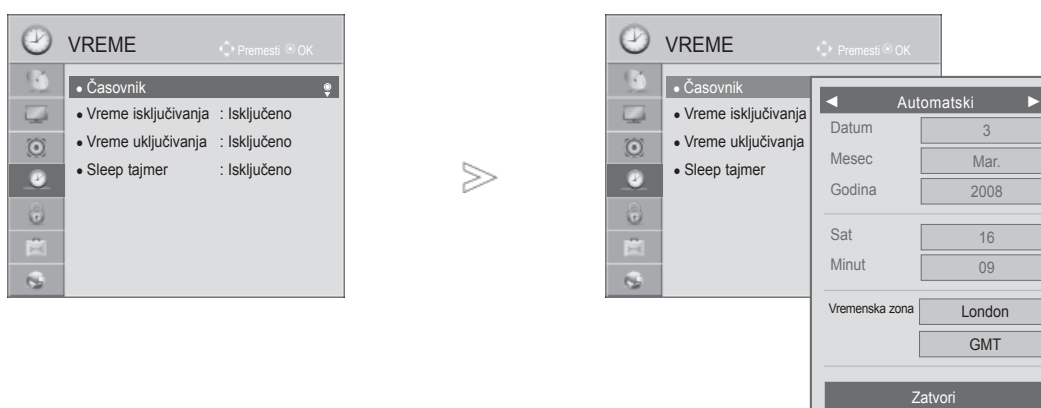 VREME
Premesti OK
• Časovnik
• Vreme isključivanja : Isključeno
• Vreme uključivanja : Isključeno
• Sleep tajmer : Isključeno
VREME
Premesti OK
• Časovnik
• Vreme isključivanja
• Vreme uključivanja
• Sleep tajmer
◄ Automatski ►
Datum 3
Mesec Mar.
Godina 2008
Sat 16
Minut 09
Vremenska zona London
GMT
Zatvori